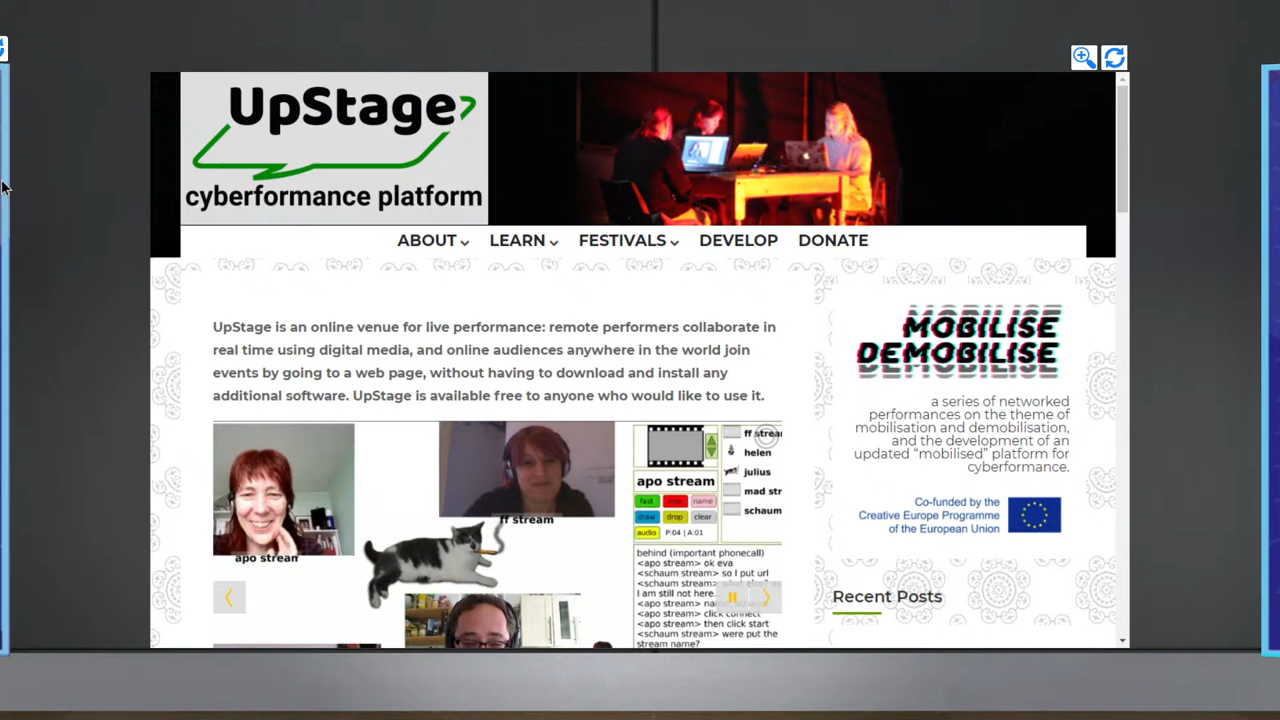 UpStage
cyberformance platform
ABOUT
LEARN
FESTIVALS
DEVELOP
DONATE
UpStage is an online venue for live performance: remote performers collaborate in
real time using digital media, and online audiences anywhere in the world join
events by going to a web page, without having to download and install any
additional software. UpStage is available free to anyone who would like to use it.
apo stream
ff stream
apo stream
fast
stop
name
draw
drop
clear
audio
P:04 | A:01
ff strea
helen
julius
mad str
schaum
behind (important phonecall)
<apo stream> ok eva
<schaum stream> so I put url
<schaum stream>
I am still not here.
<apo stream>
<apo stream> click connect
<apo stream> then click start
<schaum stream> were put the
stream name?
MOBILISE
DEMOBILISE
a series of networked
performances on the theme of
mobilisation and demobilisation,
and the development of an
updated “mobilised” platform for
cyberformance.
Co-funded by the
Creative Europe Programme
of the European Union
Recent Posts